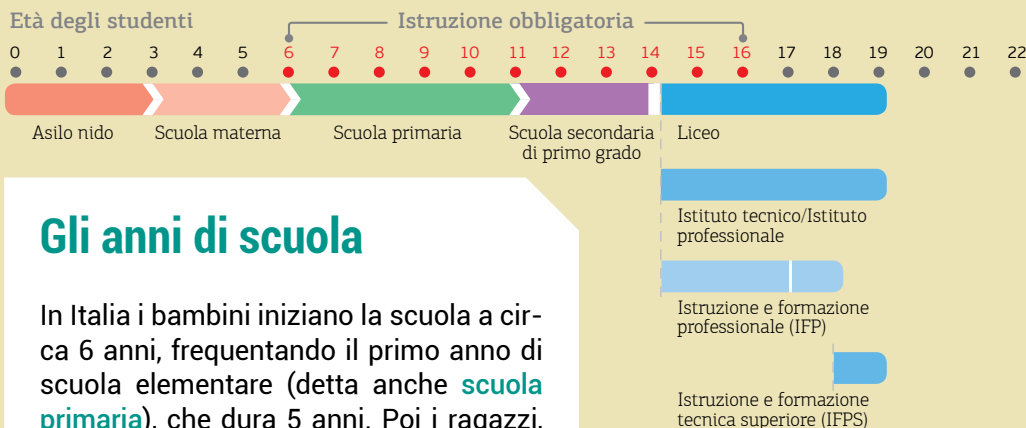 Età degli studenti
Istruzione obbligatoria
0 1 2 3 4 5 6 7 8 9 10 11 12 13 14 15 16 17 18 19 20 21 22
Asilo nido
Scuola materna
Scuola primaria
Scuola secondaria
di primo grado
Liceo
Istituto tecnico/Istituto
professionale
Istruzione e formazione
professionale (IFP)
Istruzione e formazione
tecnica superiore (IFPS)
Gli anni di scuola
In Italia i bambini iniziano la scuola a cir-
ca 6 anni, frequentando il primo anno di
scuola elementare (detta anche scuola
primaria), che dura 5 anni. Poi i ragazzi,